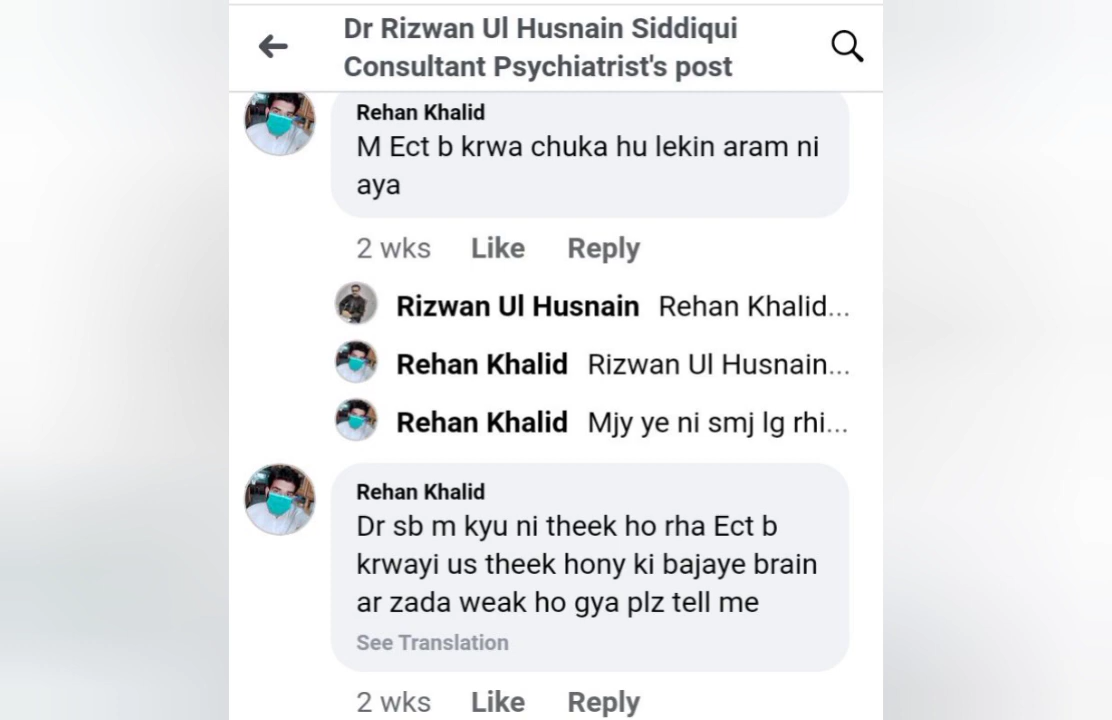 Dr Rizwan Ul Husnain Siddiqui
Consultant Psychiatrist's post
Rehan Khalid
M Ect b krwa chuka hu lekin aram ni
aya
2 wks Like Reply
Rizwan Ul Husnain Rehan Khalid...
Rehan Khalid Rizwan Ul Husnain...
Rehan Khalid Mjy ye ni smj lg rhi...
Rehan Khalid
Dr sb m kyu ni theek ho rha Ect b
krwayi us theek hony ki bajaye brain
ar zada weak ho gya plz tell me
See Translation
2 wks Like Reply